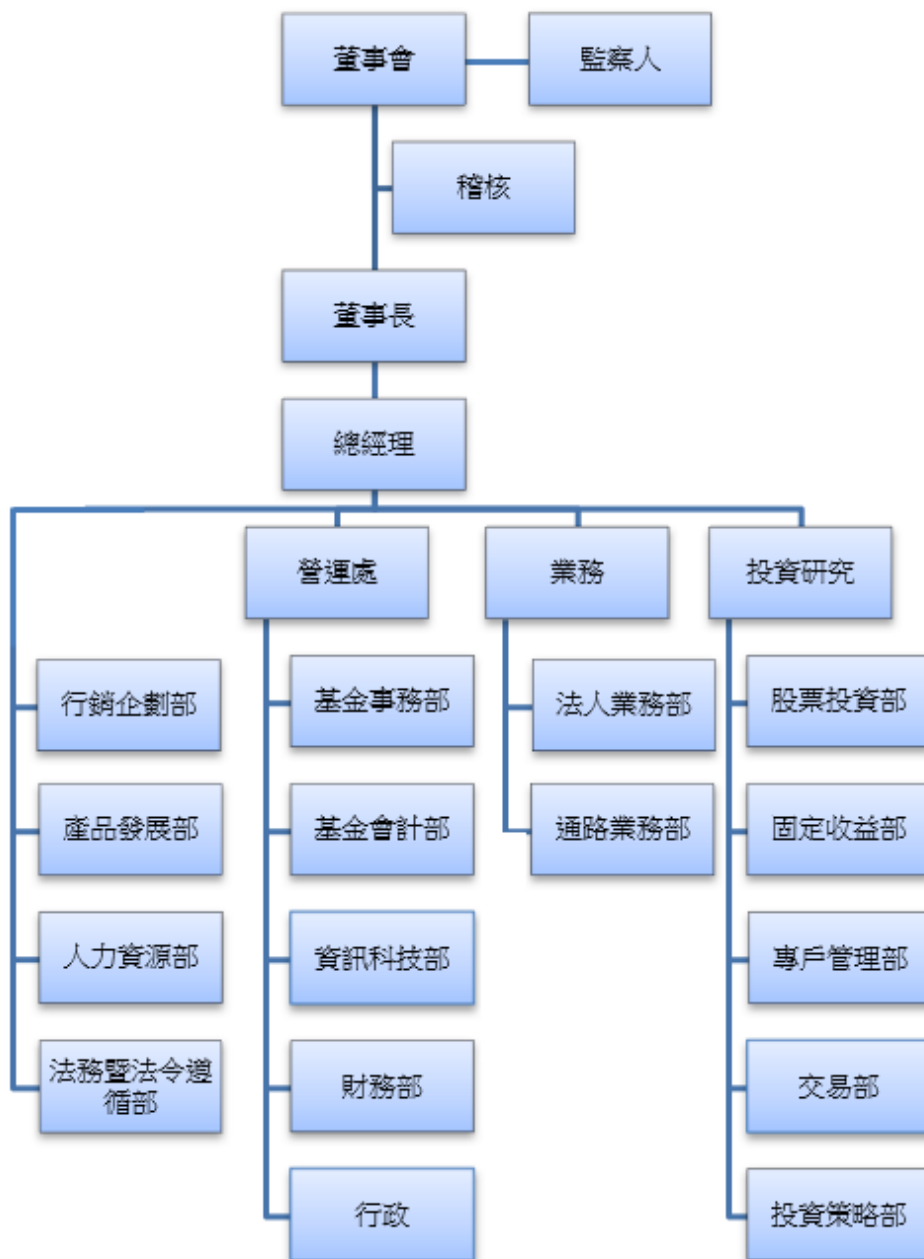 董事會
監察人
稽核
董事長
總經理
營運處
業務
投資研究
行銷企劃部
基金事務部
法人業務部
股票投資部
產品發展部
基金會計部
通路業務部
固定收益部
人力資源部
資訊科技部
專戶管理部
法務暨法令遵
循部
財務部
交易部
行政
投資策略部